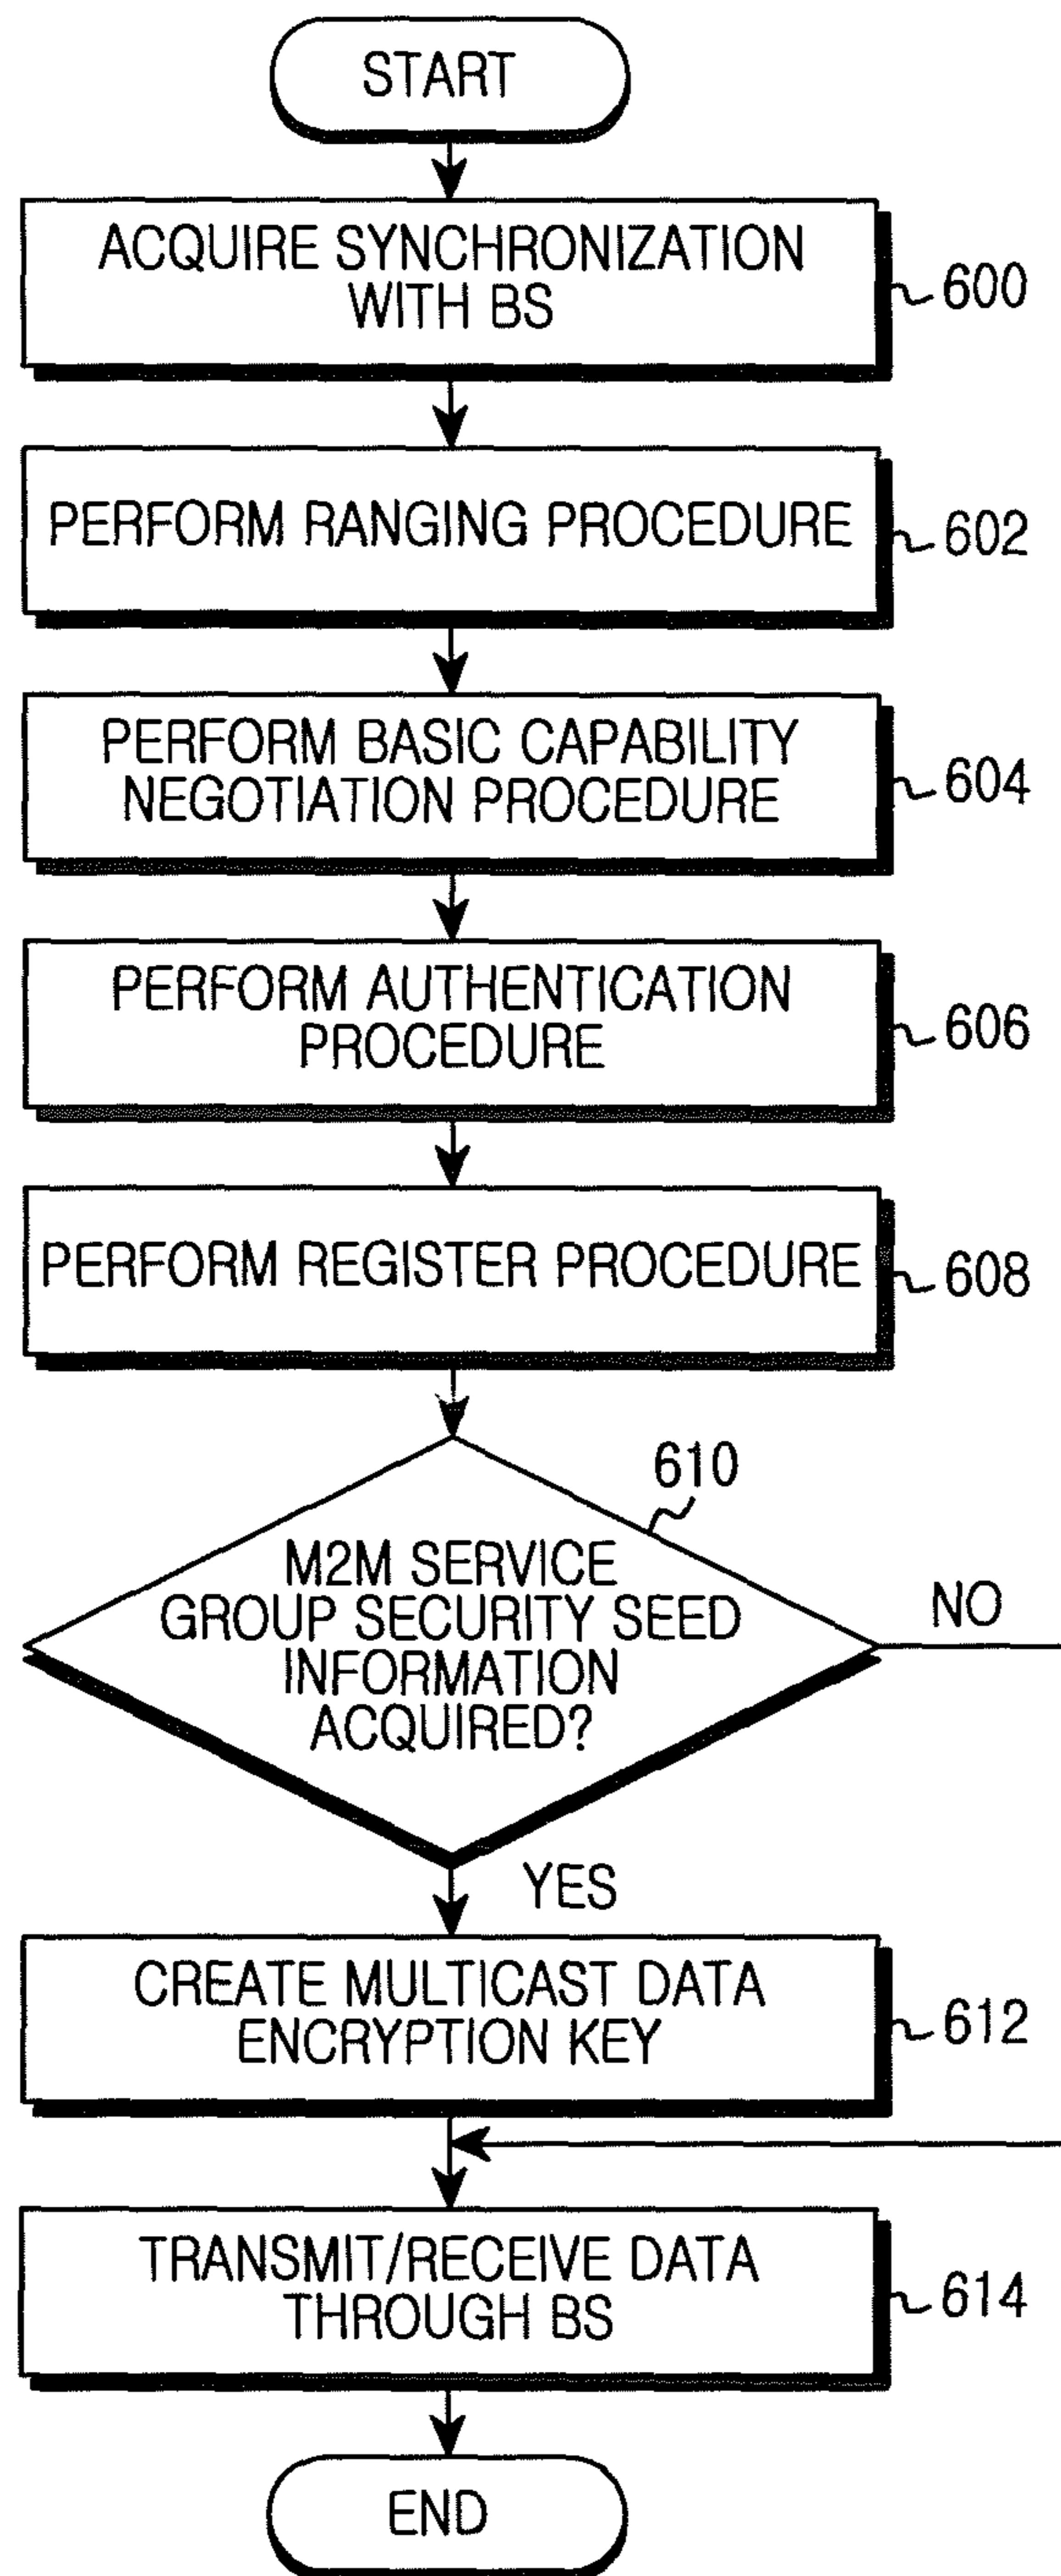 START
ACQUIRE SYNCHRONIZATION
WITH BS
600
PERFORM RANGING PROCEDURE
602
PERFORM BASIC CAPABILITY
NEGOTIATION PROCEDURE
604
PERFORM AUTHENTICATION
PROCEDURE
606
PERFORM REGISTER PROCEDURE
608
610
M2M SERVICE
GROUP SECURITY SEED
INFORMATION
ACQUIRED?
NO
YES
CREATE MULTICAST DATA
ENCRYPTION KEY
612
TRANSMIT/RECEIVE DATA
THROUGH BS
614
END